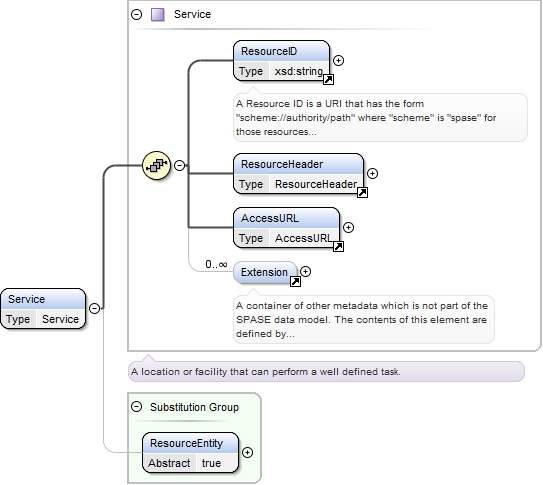 Service
ResourceID
Type xsd:string
A Resource ID is a URI that has the form
"scheme://authority/path" where "scheme" is "spase" for
those resources...
ResourceHeader
Type ResourceHeader
AccessURL
Type AccessURL
0..∞
Extension
A container of other metadata which is not part of the
SPASE data model. The contents of this element are
defined by...
Service
Type Service
A location or facility that can perform a well defined task.
Substitution Group
ResourceEntity
Abstract true